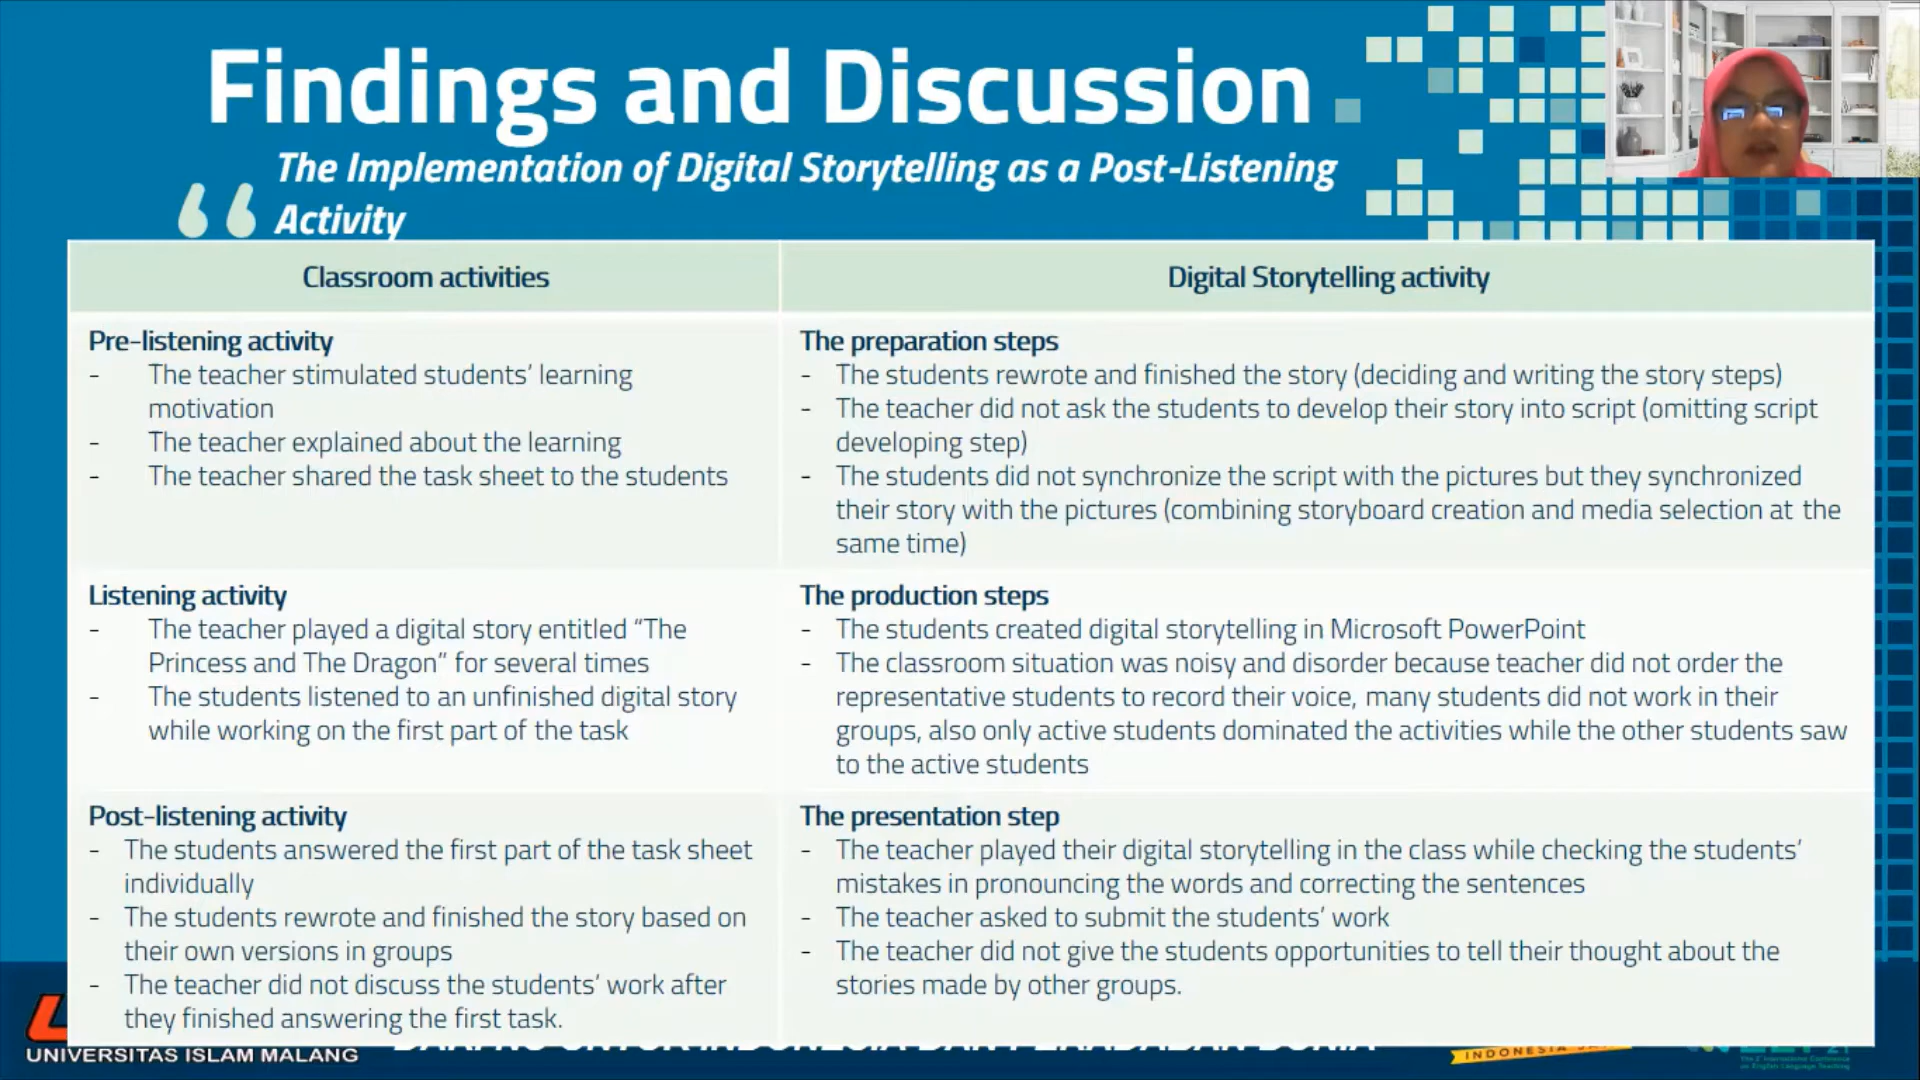 Findings and Discussion
The Implementation of Digital Storytelling as a Post-Listening
Activity
Classroom activities
Digital Storytelling activity
Pre-listening activity
- The teacher stimulated students’ learning
motivation
- The teacher explained about the learning
- The teacher shared the task sheet to the students
The preparation steps
- The students rewrote and finished the story (deciding and writing the story steps)
- The teacher did not ask the students to develop their story into script (omitting script
developing step)
- The students did not synchronize the script with the pictures but they synchronized
their story with the pictures (combining storyboard creation and media selection at the
same time)
Listening activity
- The teacher played a digital story entitled “The
Princess and The Dragon” for several times
- The students listened to an unfinished digital story
while working on the first part of the task
The production steps
- The students created digital storytelling in Microsoft PowerPoint
- The classroom situation was noisy and disorder because teacher did not order the
representative students to record their voice, many students did not work in their
groups, also only active students dominated the activities while the other students saw
to the active students
Post-listening activity
- The students answered the first part of the task sheet
individually
- The students rewrote and finished the story based on
their own versions in groups
- The teacher did not discuss the students’ work after
they finished answering the first task.
The presentation step
- The teacher played their digital storytelling in the class while checking the students’
mistakes in pronouncing the words and correcting the sentences
- The teacher asked to submit the students’ work
- The teacher did not give the students opportunities to tell their thought about the
stories made by other groups.
UNIVERSITAS ISLAM MALANG
INDONESIA